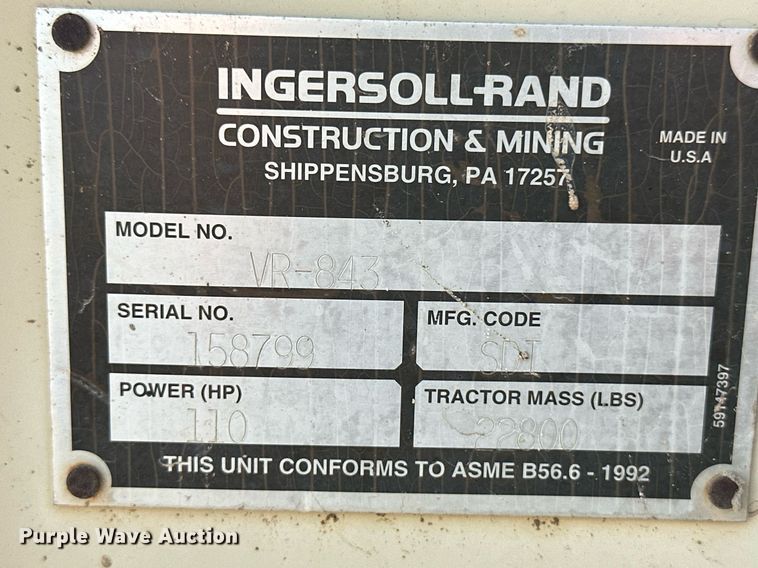 INGERSOLL-RAND
CONSTRUCTION & MINING
SHIPPENSBURG, PA 17257
MADE IN
U.S.A
MODEL NO.
VR-843
SERIAL NO.
158799
MFG. CODE
SDT
POWER (HP)
110
TRACTOR MASS (LBS)
22800
59147397
THIS UNIT CONFORMS TO ASME B56.6 - 1992
Purple Wave Auction